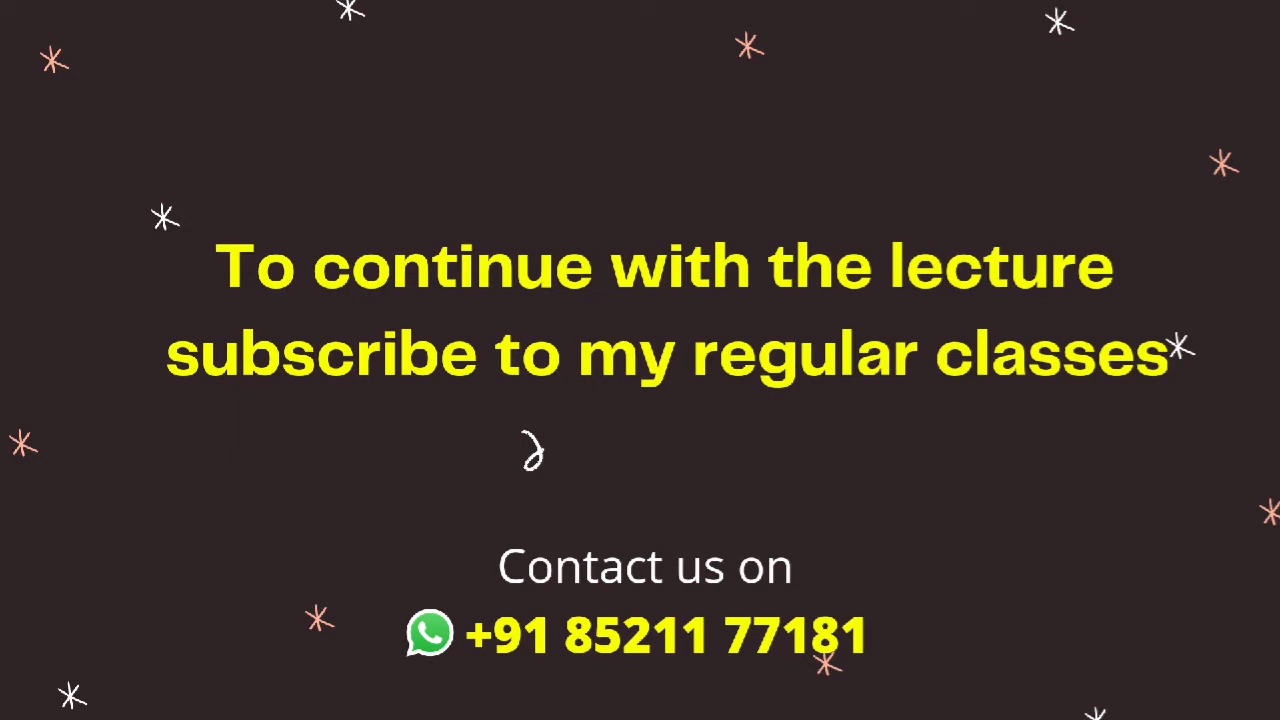 To continue with the lecture
subscribe to my regular classes
Contact us on
+91 85211 77181